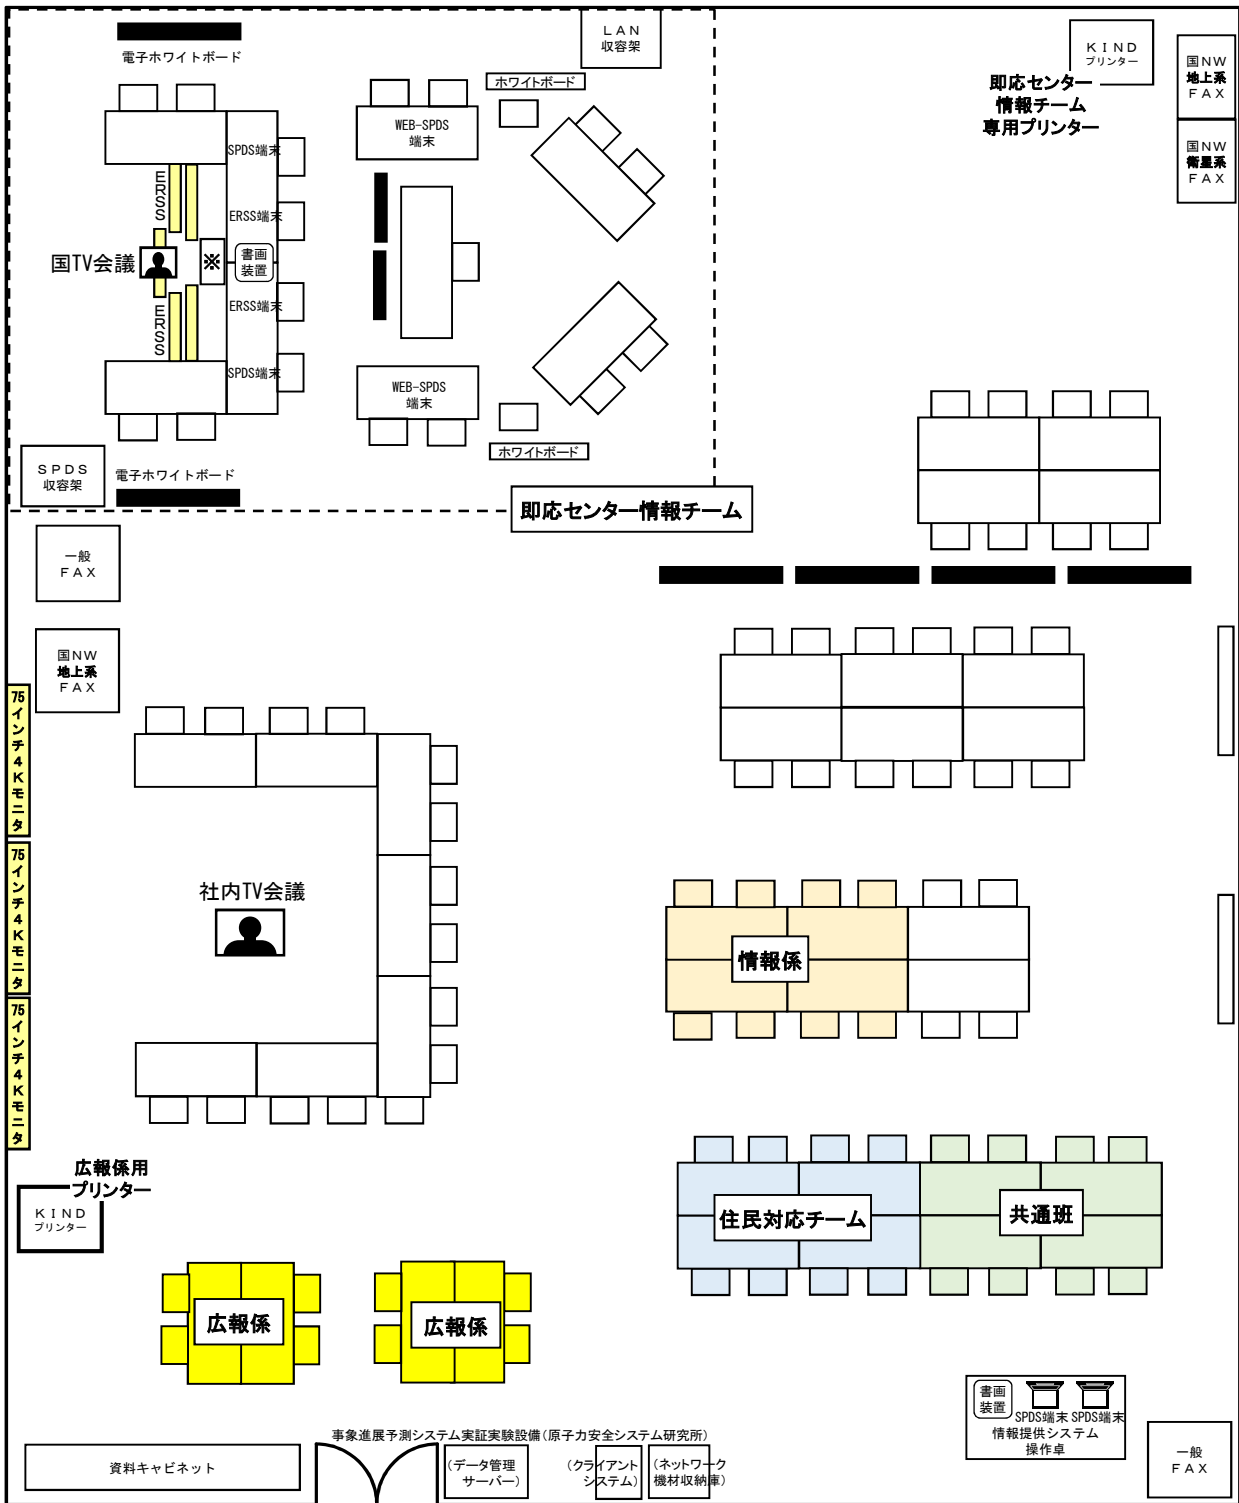 電子ホワイトボード
ＬＡＮ
収容架
ＫＩＮＤ
プリンター
即応センター
情報チーム
専用プリンター
国ＮＷ
地上系
ＦＡＸ
国ＮＷ
衛星系
ＦＡＸ
ホワイトボード
WEB-SPDS
端末
SPDS端末
ERSS
ERSS端末
国TV会議
※
書画
装置
ERSS端末
ERSS
SPDS端末
WEB-SPDS
端末
ホワイトボード
ＳＰＤＳ
収容架
電子ホワイトボード
即応センター情報チーム
一般
ＦＡＸ
国ＮＷ
地上系
ＦＡＸ
75インチ4Kモニタ
75インチ4Kモニタ
75インチ4Kモニタ
社内TV会議
情報係
広報係用
プリンター
ＫＩＮＤ
プリンター
住民対応チーム
共通班
広報係
広報係
書画
装置
SPDS端末
SPDS端末
情報提供システム
操作卓
事象進展予測システム実証実験設備(原子力安全システム研究所)
資料キャビネット
(データ管理
サーバー)
(クライアント
システム)
(ネットワーク
機材収納庫)
一般
ＦＡＸ